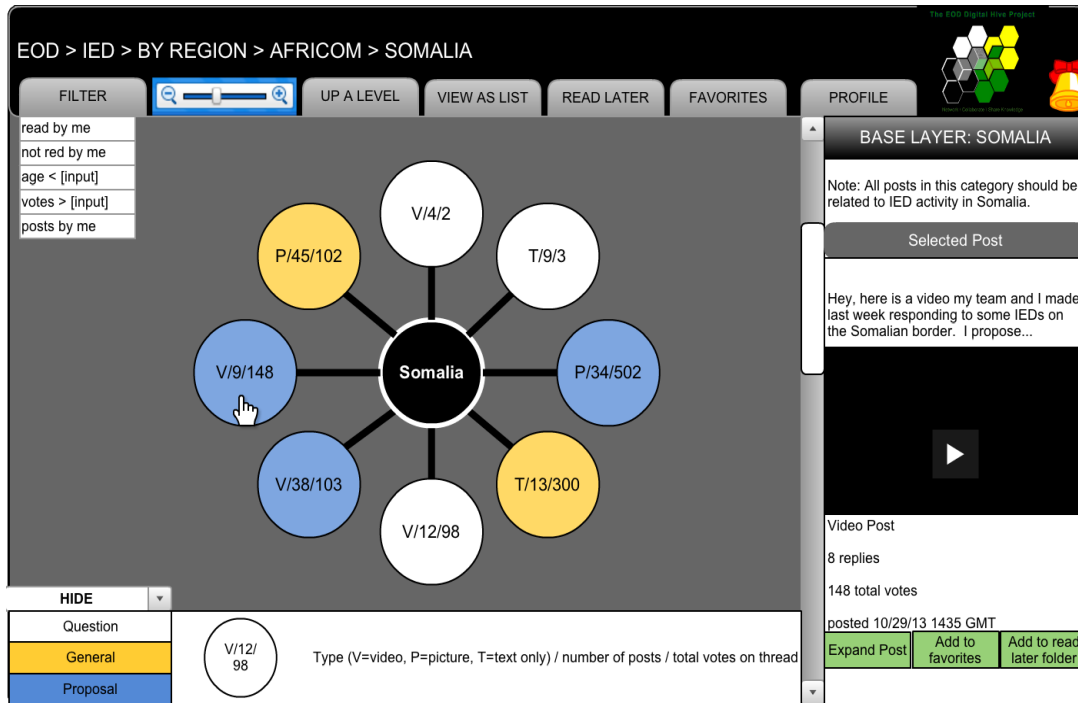 The EOD Digital Hive Project
EOD > IED > BY REGION > AFRICOM > SOMALIA
FILTER
UP A LEVEL
VIEW AS LIST
READ LATER
FAVORITES
PROFILE
read by me
not red by me
age < [input]
votes > [input]
posts by me
V/4/2
P/45/102
T/9/3
V/9/148
Somalia
P/34/502
V/38/103
T/13/300
V/12/98
BASE LAYER: SOMALIA
Note: All posts in this category should be
related to IED activity in Somalia.
Selected Post
Hey, here is a video my team and I made
last week responding to some IEDs on
the Somalian border.  I propose...
Video Post
8 replies
148 total votes
posted 10/29/13 1435 GMT
Expand Post
Add to
favorites
Add to read
later folder
HIDE
Question
General
Proposal
V/12/
98
Type (V=video, P=picture, T=text only) / number of posts / total votes on thread